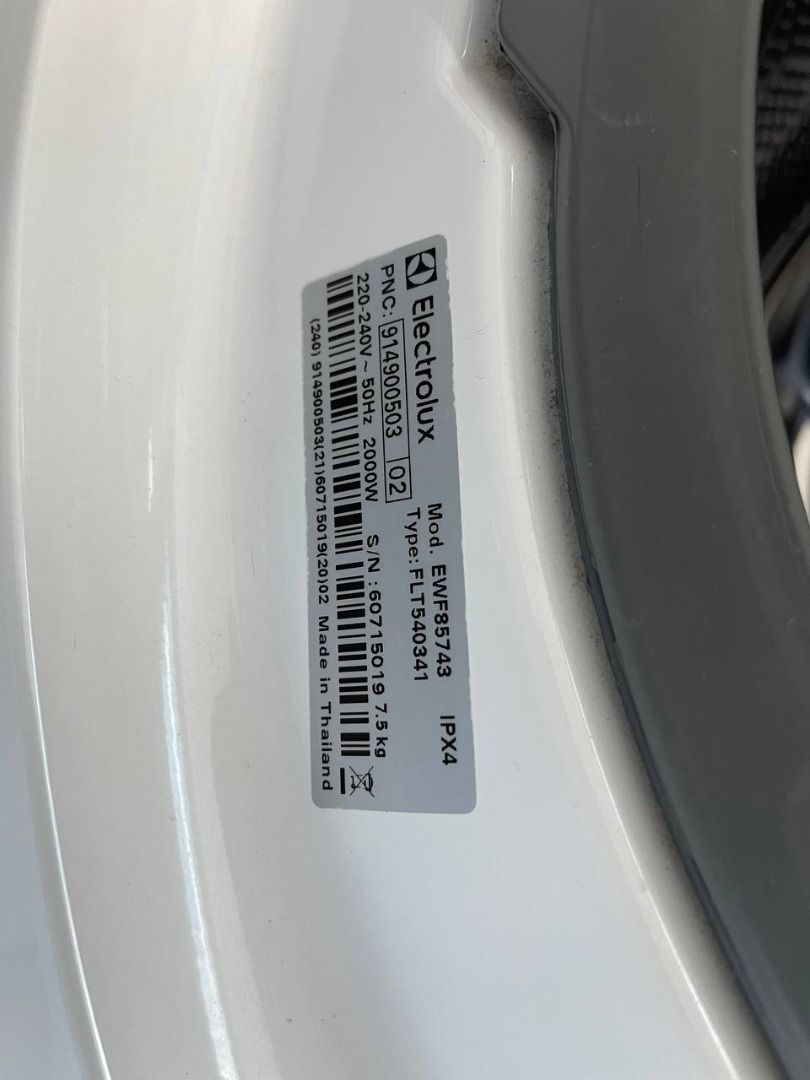 Electrolux
Mod. EWF85743 IPX4
PNC: 914900503 02 Type: FLT540341
220-240V ~ 50Hz 2000W S/N : 60715019 7.5 kg
(240) 914900503(21)60715019(20)02 Made in Thailand